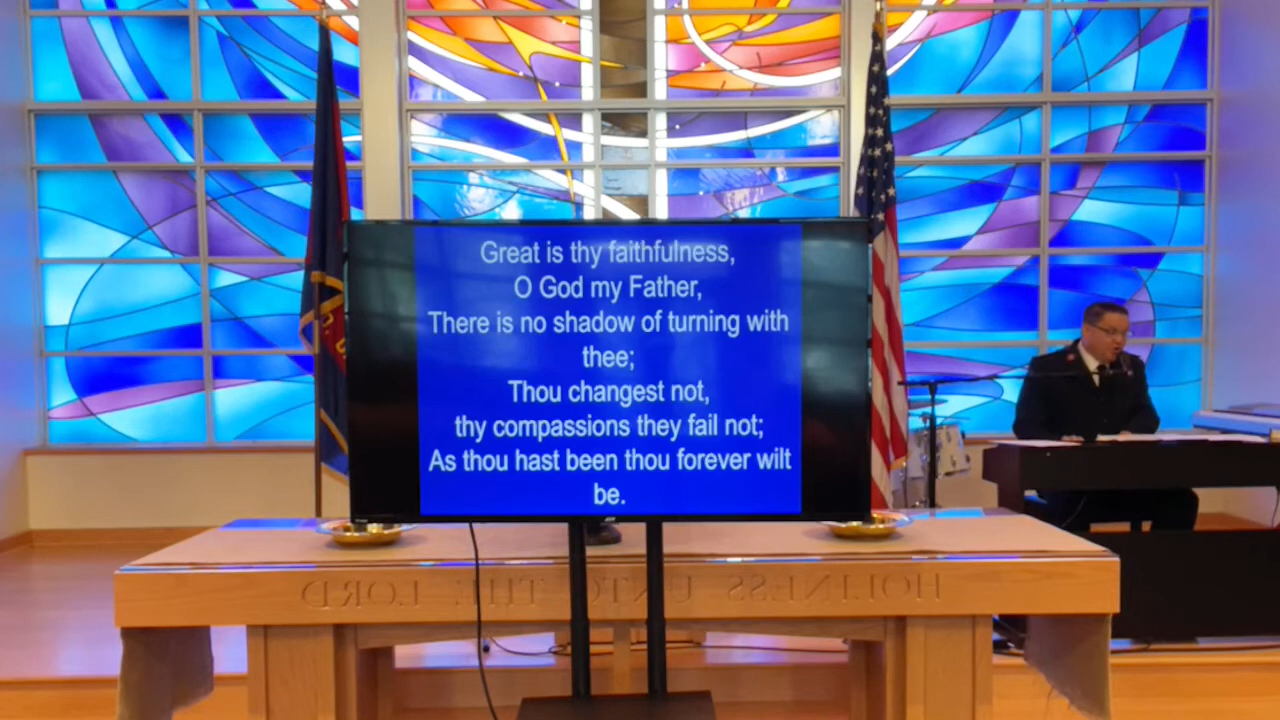 Great is thy faithfulness,
O God my Father,
There is no shadow of turning with
thee;
Thou changest not,
thy compassions they fail not;
As thou hast been thou forever wilt
be.
HOLINESS UNTO THE LORD